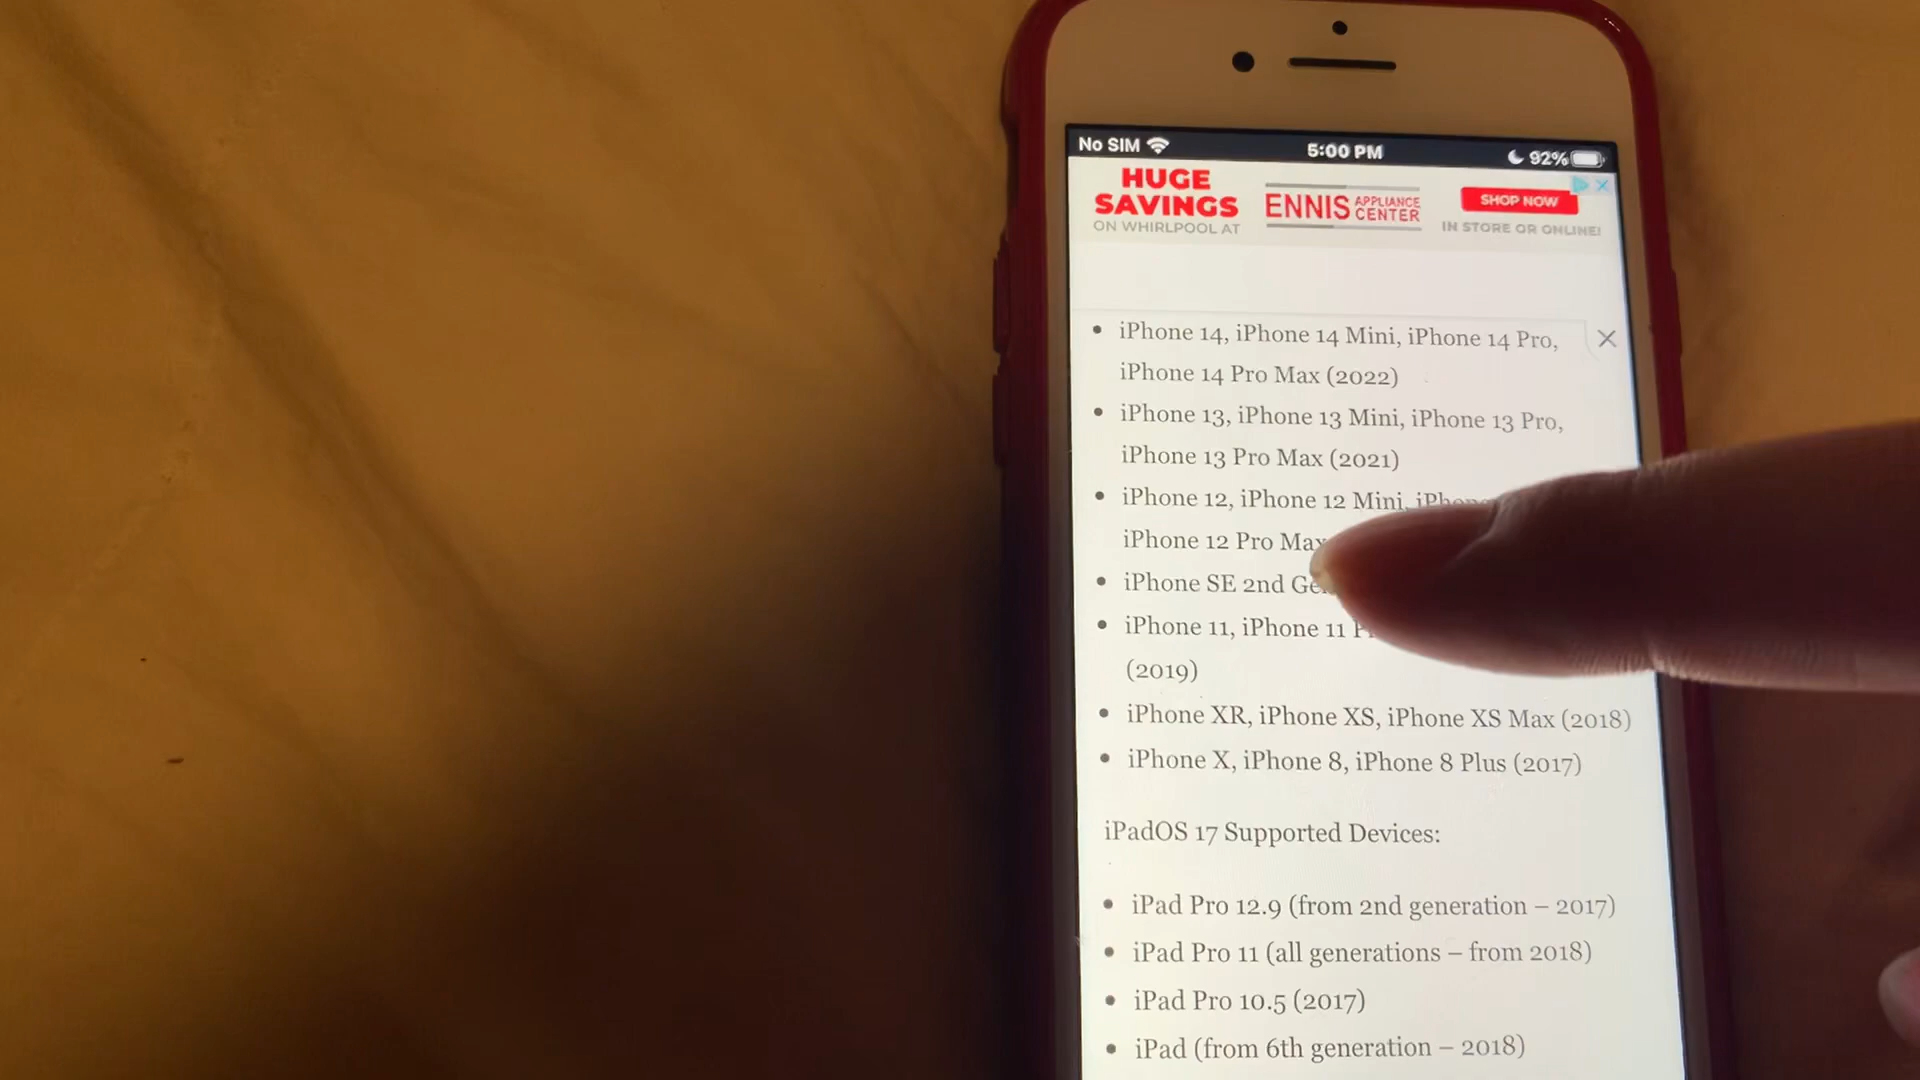 No SIM 5:00 PM 92%
HUGE
SAVINGS
ON WHIRLPOOL AT
ENNIS APPLIANCE CENTER
SHOP NOW
IN STORE OR ONLINE!
• iPhone 14, iPhone 14 Mini, iPhone 14 Pro,
iPhone 14 Pro Max (2022)
• iPhone 13, iPhone 13 Mini, iPhone 13 Pro,
iPhone 13 Pro Max (2021)
• iPhone 12, iPhone 12 Mini,
iPhone 12 Pro Max
• iPhone SE 2nd
• iPhone 11, iPhone 11
(2019)
• iPhone XR, iPhone XS, iPhone XS Max (2018)
• iPhone X, iPhone 8, iPhone 8 Plus (2017)
iPadOS 17 Supported Devices:
• iPad Pro 12.9 (from 2nd generation – 2017)
• iPad Pro 11 (all generations – from 2018)
• iPad Pro 10.5 (2017)
• iPad (from 6th generation – 2018)